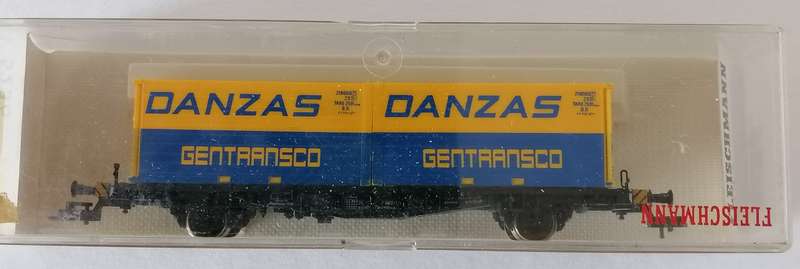 DANZAS
GENTRANSCO
DANZAS
GENTRANSCO
FLEISCHMANN
FLEISCHMANN